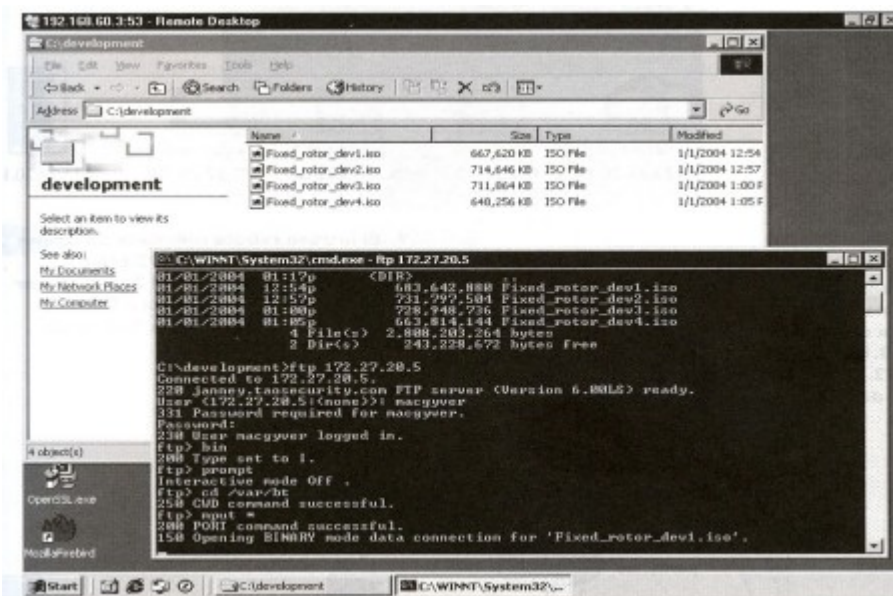 192.168.60.3:53 - Remote Desktop
C:\development
File Edit View Favorites Tools Help
Back Search Folders History
Address C:\development Go
Name Size Type Modified
Fixed_rotor_dev1.iso 667,620 KB ISO File 1/1/2004 12:54
Fixed_rotor_dev2.iso 714,646 KB ISO File 1/1/2004 12:57
Fixed_rotor_dev3.iso 711,864 KB ISO File 1/1/2004 1:00 P
Fixed_rotor_dev4.iso 648,256 KB ISO File 1/1/2004 1:05 P
development
Select an item to view its
description.
See also:
My Documents
My Network Places
My Computer
4 object(s)
C:\WINNT\System32\cmd.exe - ftp 172.27.20.5
01/01/2004 01:17p <DIR> ..
01/01/2004 12:54p 683,642,880 Fixed_rotor_dev1.iso
01/01/2004 12:57p 731,797,504 Fixed_rotor_dev2.iso
01/01/2004 01:00p 728,948,736 Fixed_rotor_dev3.iso
01/01/2004 01:05p 663,814,144 Fixed_rotor_dev4.iso
4 File(s) 2,808,203,264 bytes
2 Dir(s) 243,228,672 bytes free
C:\development>ftp 172.27.20.5
Connected to 172.27.20.5.
220 janney.taosecurity.com FTP server (Version 6.00LS) ready.
User (172.27.20.5:(none)): macgyver
331 Password required for macgyver.
Password:
230 User macgyver logged in.
ftp> bin
200 Type set to I.
ftp> prompt
Interactive mode Off .
ftp> cd /var/bt
250 CWD command successful.
ftp> mput *
200 PORT command successful.
150 Opening BINARY mode data connection for 'Fixed_rotor_dev1.iso'.
OpenSSL.exe
MozillaFirebird
Start C:\development C:\WINNT\System32\...